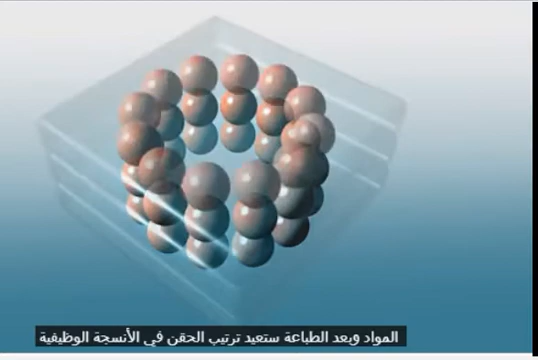 المواد وبعد الطباعة ستعيد ترتيب الحقن في الأنسجة الوظيفية